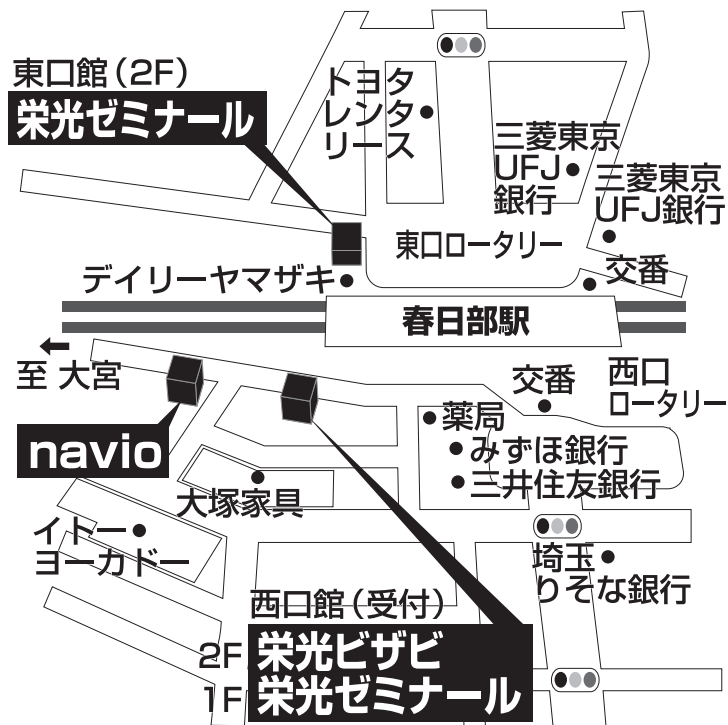 東口館（2F）
栄光ゼミナール
トヨタ
レンタ
リース
三菱東京
UFJ
銀行
三菱東京
UFJ銀行
東口ロータリー
デイリーヤマザキ
交番
春日部駅
至 大宮
交番
西口
ロータリー
navio
薬局
みずほ銀行
三井住友銀行
大塚家具
イトー
ヨーカドー
埼玉
りそな銀行
西口館（受付）
2F 栄光ビザビ
1F 栄光ゼミナール